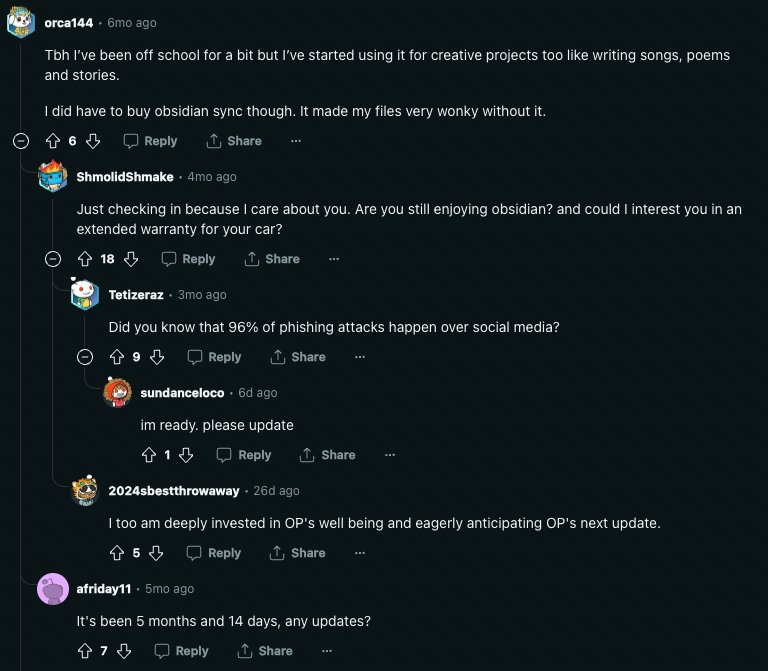 orca144 • 6mo ago
Tbh I've been off school for a bit but I've started using it for creative projects too like writing songs, poems
and stories.
I did have to buy obsidian sync though. It made my files very wonky without it.
6 Reply Share ...
ShmolidShmake • 4mo ago
Just checking in because I care about you. Are you still enjoying obsidian? and could I interest you in an
extended warranty for your car?
18 Reply Share ...
Tetizeraz • 3mo ago
Did you know that 96% of phishing attacks happen over social media?
9 Reply Share ...
sundanceloco • 6d ago
im ready. please update
1 Reply Share ...
2024sbestthrowaway • 26d ago
I too am deeply invested in OP's well being and eagerly anticipating OP's next update.
5 Reply Share ...
afriday11 • 5mo ago
It's been 5 months and 14 days, any updates?
7 Reply Share ...